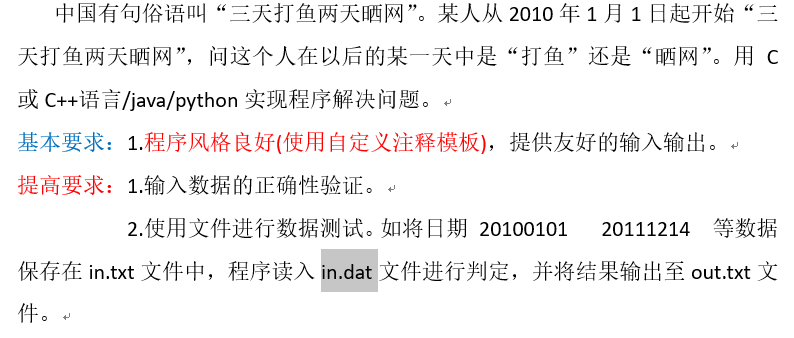 中国有句俗语叫“三天打鱼两天晒网”。某人从 2010 年 1 月 1 日起开始“三
天打鱼两天晒网”，问这个人在以后的某一天中是“打鱼”还是“晒网”。用 C
或 C++语言/java/python 实现程序解决问题。
基本要求：1.程序风格良好(使用自定义注释模板)，提供友好的输入输出。
提高要求：1.输入数据的正确性验证。
2.使用文件进行数据测试。如将日期 20100101 20111214 等数据
保存在 in.txt 文件中，程序读入 in.dat 文件进行判定，并将结果输出至 out.txt 文
件。